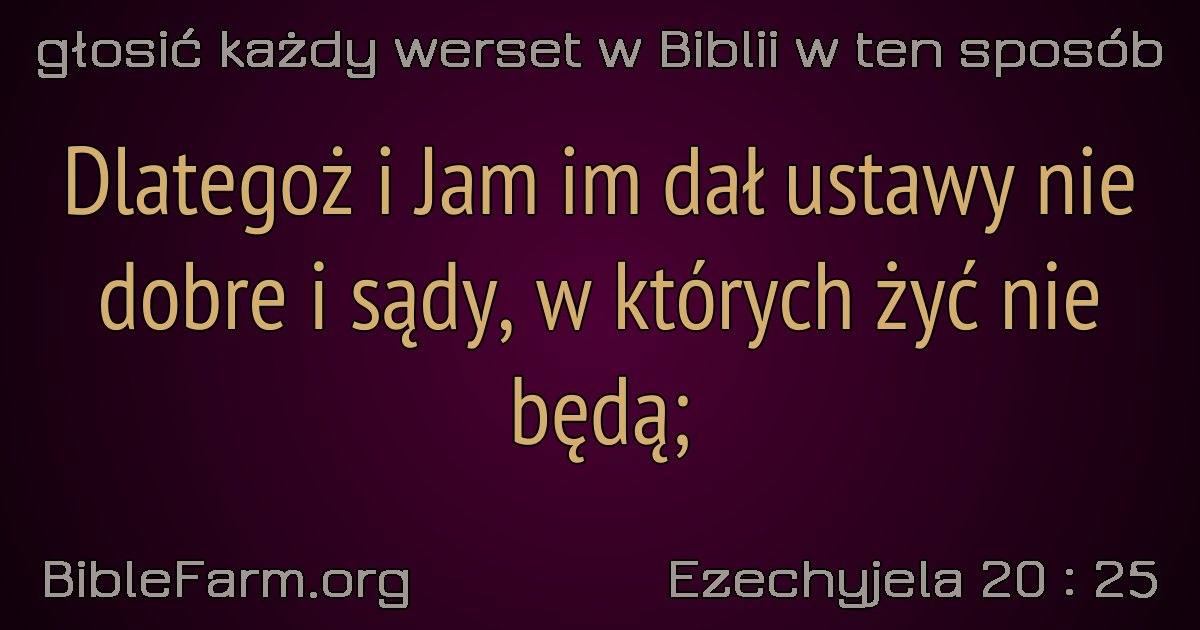 głosić każdy werset w Biblii w ten sposób
Dlategoż i Jam im dał ustawy nie
dobre i sądy, w których żyć nie
będą;
BibleFarm.org
Ezechyjela 20 : 25